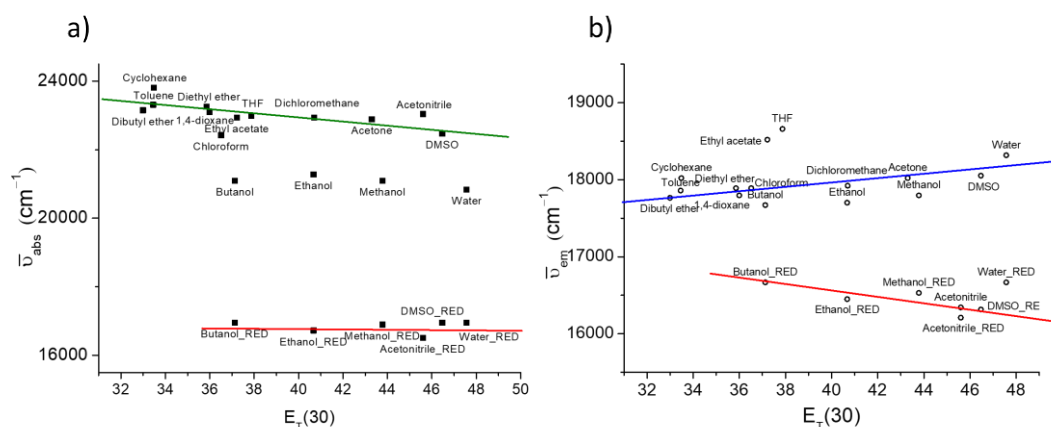 a)
24000
20000
16000
ῡabs (cm⁻¹)
Cyclohexane
Toluene
Diethyl ether
THF
Dichloromethane
Acetonitrile
Dibutyl ether
1,4-dioxane
Ethyl acetate
Acetone
DMSO
Chloroform
Butanol
Ethanol
Methanol
Water
DMSO_RED
Butanol_RED
Ethanol_RED
Methanol_RED
Water_RED
Acetonitrile_RED
32 34 36 38 40 42 44 46 48 50
E_T(30)
b)
19000
18000
17000
16000
ῡem (cm⁻¹)
THF
Ethyl acetate
Water
Cyclohexane
Toluene
Diethyl ether
Chloroform
Dichloromethane
Acetone
Dibutyl ether
1,4-dioxane
Butanol
Ethanol
Methanol
DMSO
Butanol_RED
Ethanol_RED
Methanol_RED
Water_RED
Acetonitrile
DMSO_RE
Acetonitrile_RED
32 34 36 38 40 42 44 46 48
E_T(30)